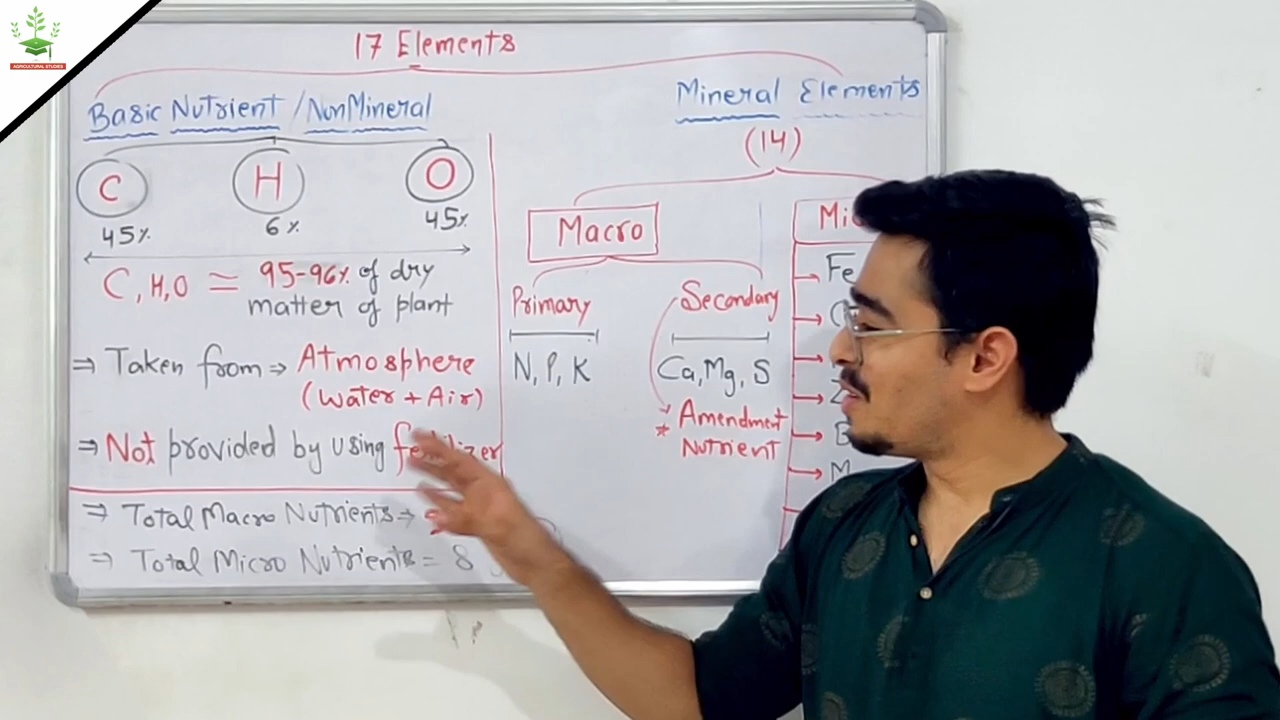 AGRICULTURAL STUDIES
17 Elements
Basic Nutrient / NonMineral
C H O
45% 6% 45%
C, H, O ≅ 95-96% of dry
matter of plant
⇒ Taken from ⇒ Atmosphere
(Water + Air)
⇒ Not provided by using fertilizer
⇒ Total Macro Nutrients →
⇒ Total Micro Nutrients = 8
Mineral Elements
(14)
Macro
Primary
N, P, K
Secondary
Ca, Mg, S
* Amendment
Nutrient
Fe